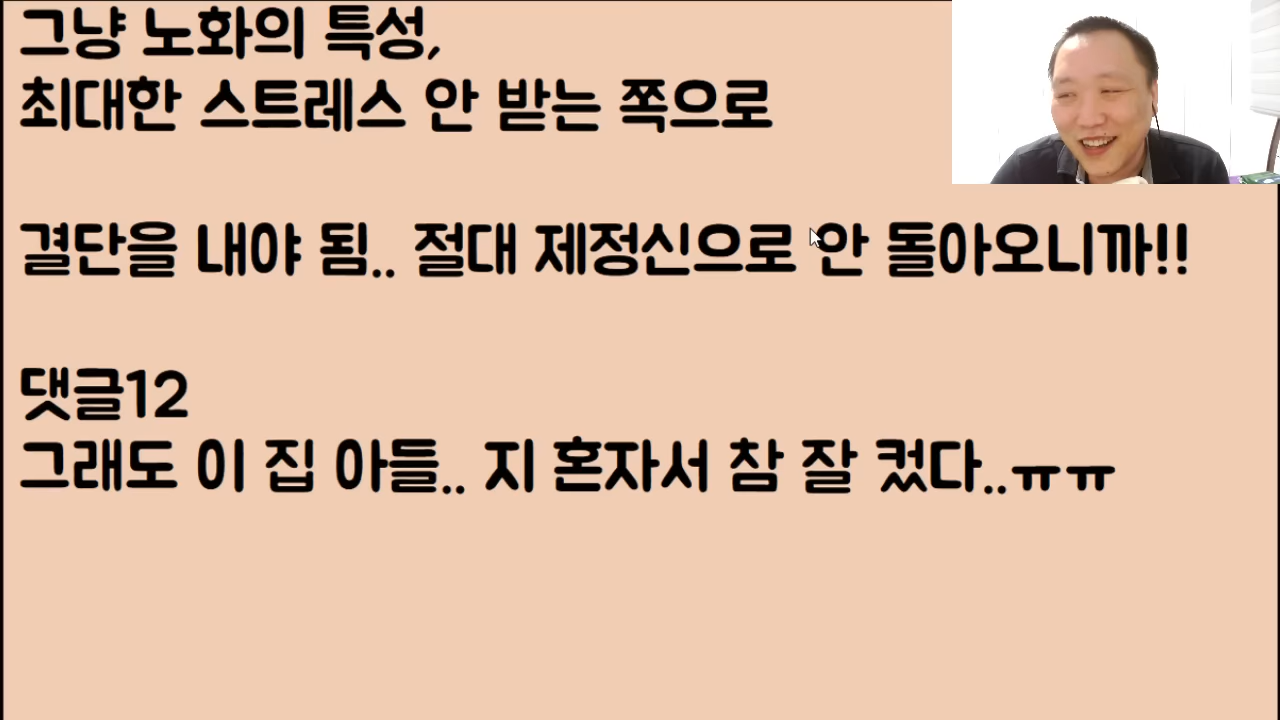 그냥 노화의 특성,
최대한 스트레스 안 받는 쪽으로
결단을 내야 됨.. 절대 제정신으로 안 돌아오니까!!
댓글12
그래도 이 집 아들.. 지 혼자서 참 잘 컸다..ㅠㅠ